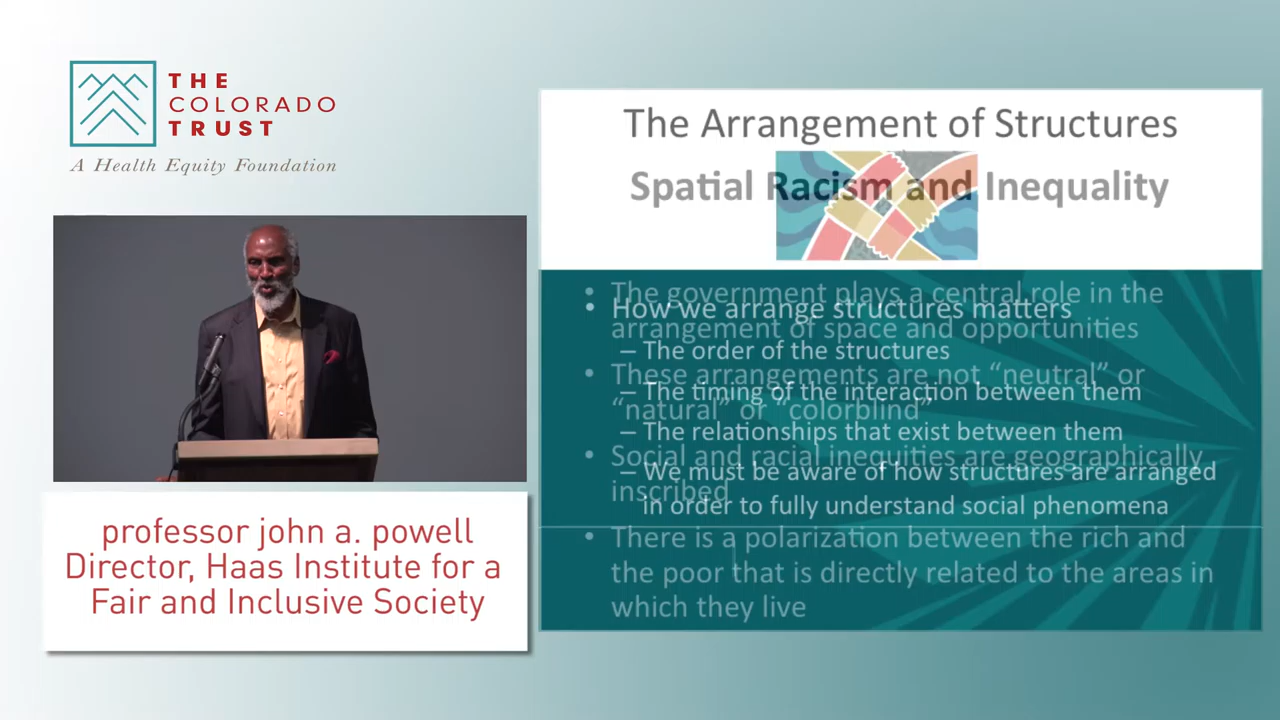 THE
COLORADO
TRUST
A Health Equity Foundation
professor john a. powell
Director, Haas Institute for a
Fair and Inclusive Society
The Arrangement of Structures
Spatial Racism and Inequality
• The government plays a central role in the
arrangement of space and opportunities
• These arrangements are not “neutral” or
“natural” or “colorblind”
• Social and racial inequities are geographically
inscribed
• There is a polarization between the rich and
the poor that is directly related to the areas in
which they live
• How we arrange structures matters
– The order of the structures
– The timing of the interaction between them
– The relationships that exist between them
– We must be aware of how structures are arranged
in order to fully understand social phenomena